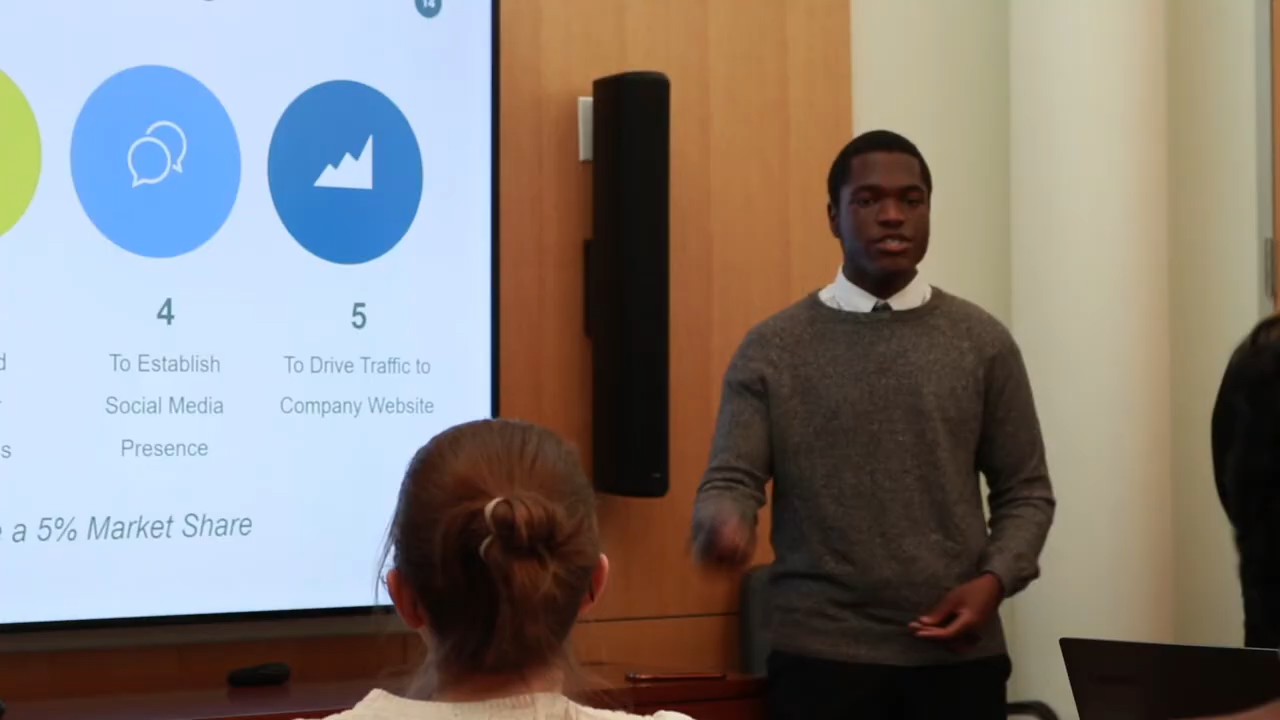 14
4
To Establish
Social Media
Presence
5
To Drive Traffic to
Company Website
a 5% Market Share